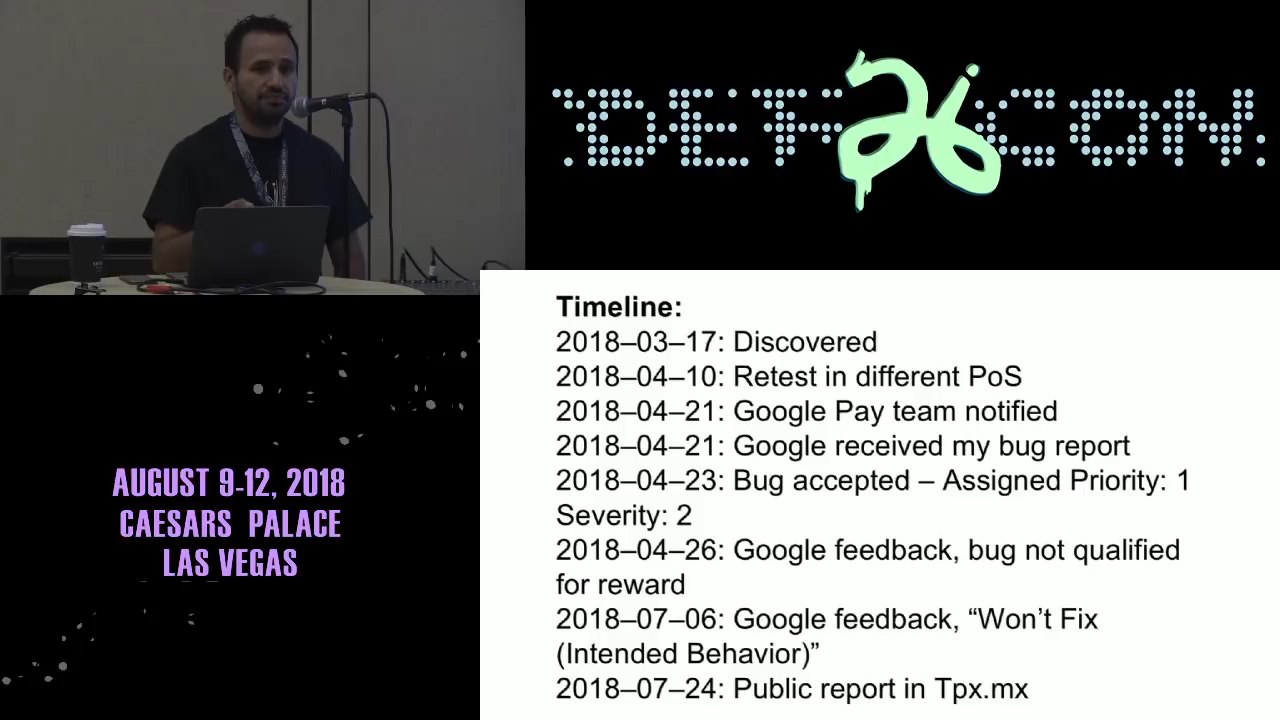 DEFCON
26
AUGUST 9-12, 2018
CAESARS PALACE
LAS VEGAS
Timeline:
2018–03–17: Discovered
2018–04–10: Retest in different PoS
2018–04–21: Google Pay team notified
2018–04–21: Google received my bug report
2018–04–23: Bug accepted – Assigned Priority: 1
Severity: 2
2018–04–26: Google feedback, bug not qualified
for reward
2018–07–06: Google feedback, “Won’t Fix
(Intended Behavior)”
2018–07–24: Public report in Tpx.mx